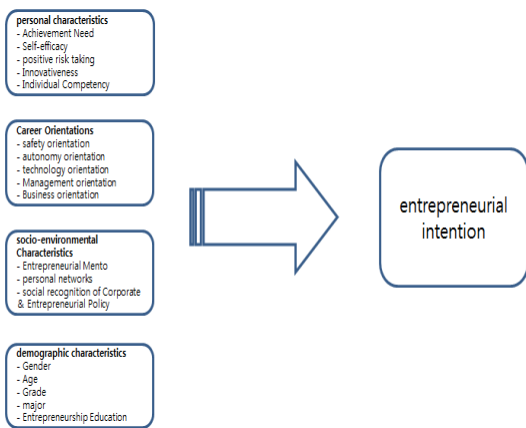 personal characteristics
- Achievement Need
- Self-efficacy
- positive risk taking
- Innovativeness
- Individual Competency
Career Orientations
- safety orientation
- autonomy orientation
- technology orientation
- Management orientation
- Business orientation
socio-environmental
Characteristics
- Entrepreneurial Mento
- personal networks
- social recognition of Corporate
& Entrepreneurial Policy
demographic characteristics
- Gender
- Age
- Grade
- major
- Entrepreneurship Education
entrepreneurial
intention